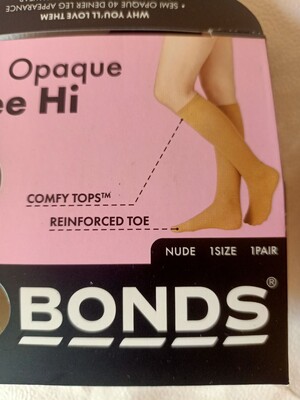 WHY YOU'LL LOVE THEM
• SEMI OPAQUE 40 DENIER LEG APPEARANCE
Opaque
ee Hi
COMFY TOPS™
REINFORCED TOE
NUDE 1SIZE 1PAIR
BONDS®